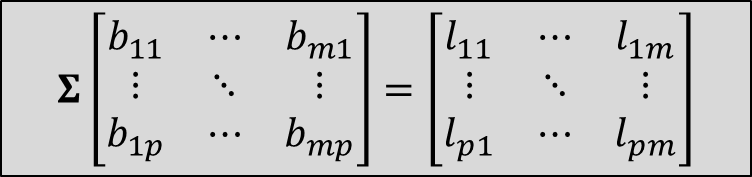 b₁₁ ⋯ bₘ₁ l₁₁ ⋯ l₁ₘ
𝚺 [ ⋮ ⋱ ⋮ ] = [ ⋮ ⋱ ⋮ ]
b₁ₚ ⋯ bₘₚ lₚ₁ ⋯ lₚₘ